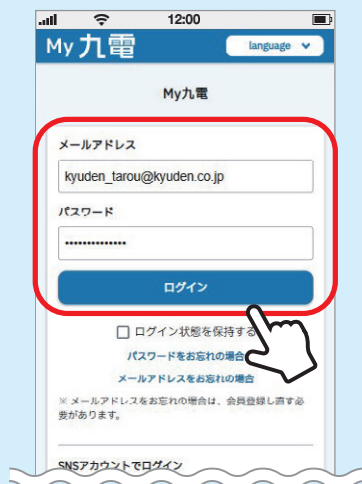 12:00
My九電
language
My九電
メールアドレス
kyuden_tarou@kyuden.co.jp
パスワード
••••••••••••••
ログイン
ログイン状態を保持する
パスワードをお忘れの場合
メールアドレスをお忘れの場合
※ メールアドレスをお忘れの場合は、会員登録し直す必
要があります。
SNSアカウントでログイン